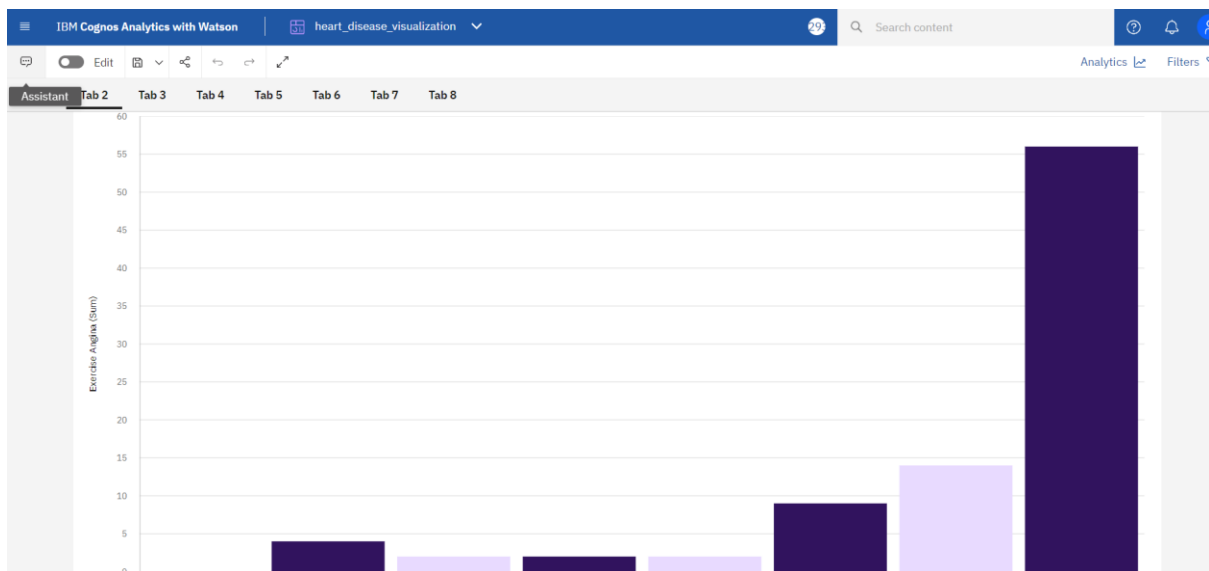 IBM Cognos Analytics with Watson
heart_disease_visualization
Search content
Edit
Analytics
Filters
Assistant
Tab 2
Tab 3
Tab 4
Tab 5
Tab 6
Tab 7
Tab 8
60
55
50
45
40
35
30
25
20
15
10
5
0
Exercise Angina (Sum)